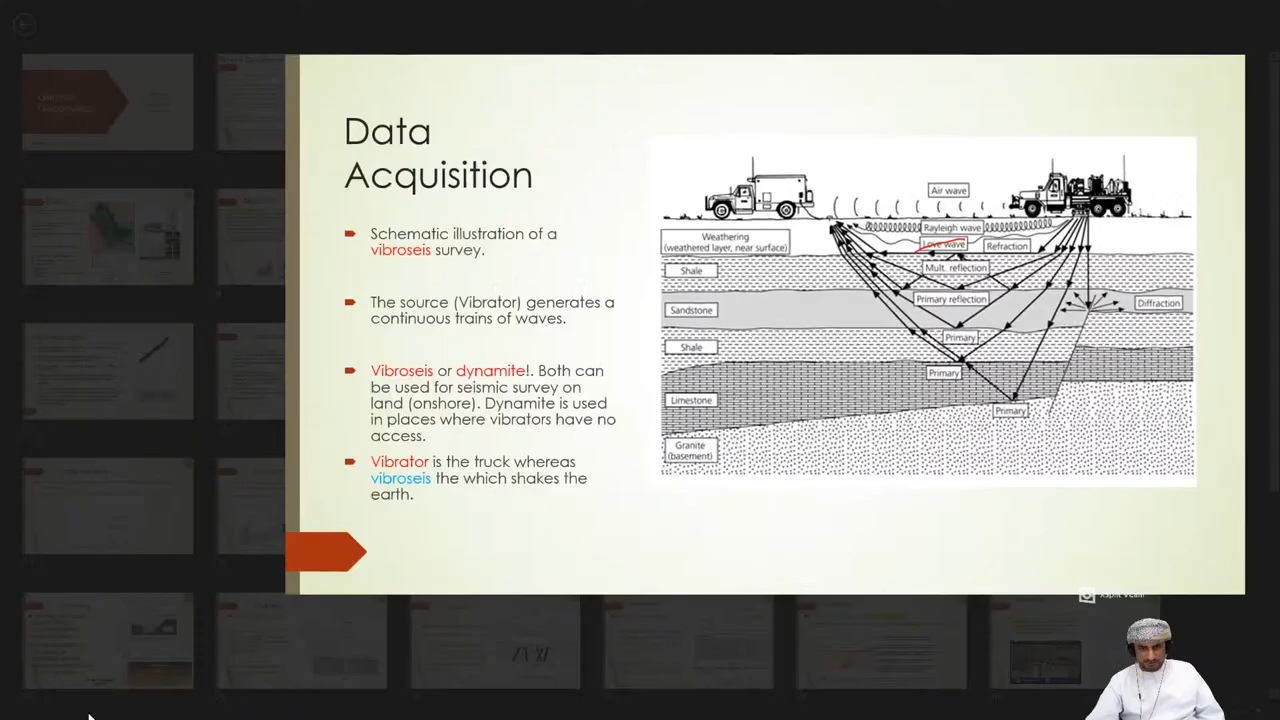 Data
Acquisition
Schematic illustration of a
vibroseis survey.
The source (Vibrator) generates a
continuous trains of waves.
Vibroseis or dynamite!. Both can
be used for seismic survey on
land (onshore). Dynamite is used
in places where vibrators have no
access.
Vibrator is the truck whereas
vibroseis the which shakes the
earth.
Air wave
Rayleigh wave
Weathering
(weathered layer, near surface)
Love wave
Refraction
Shale
Mult. reflection
Primary reflection
Diffraction
Sandstone
Primary
Shale
Primary
Limestone
Primary
Granite
(basement)